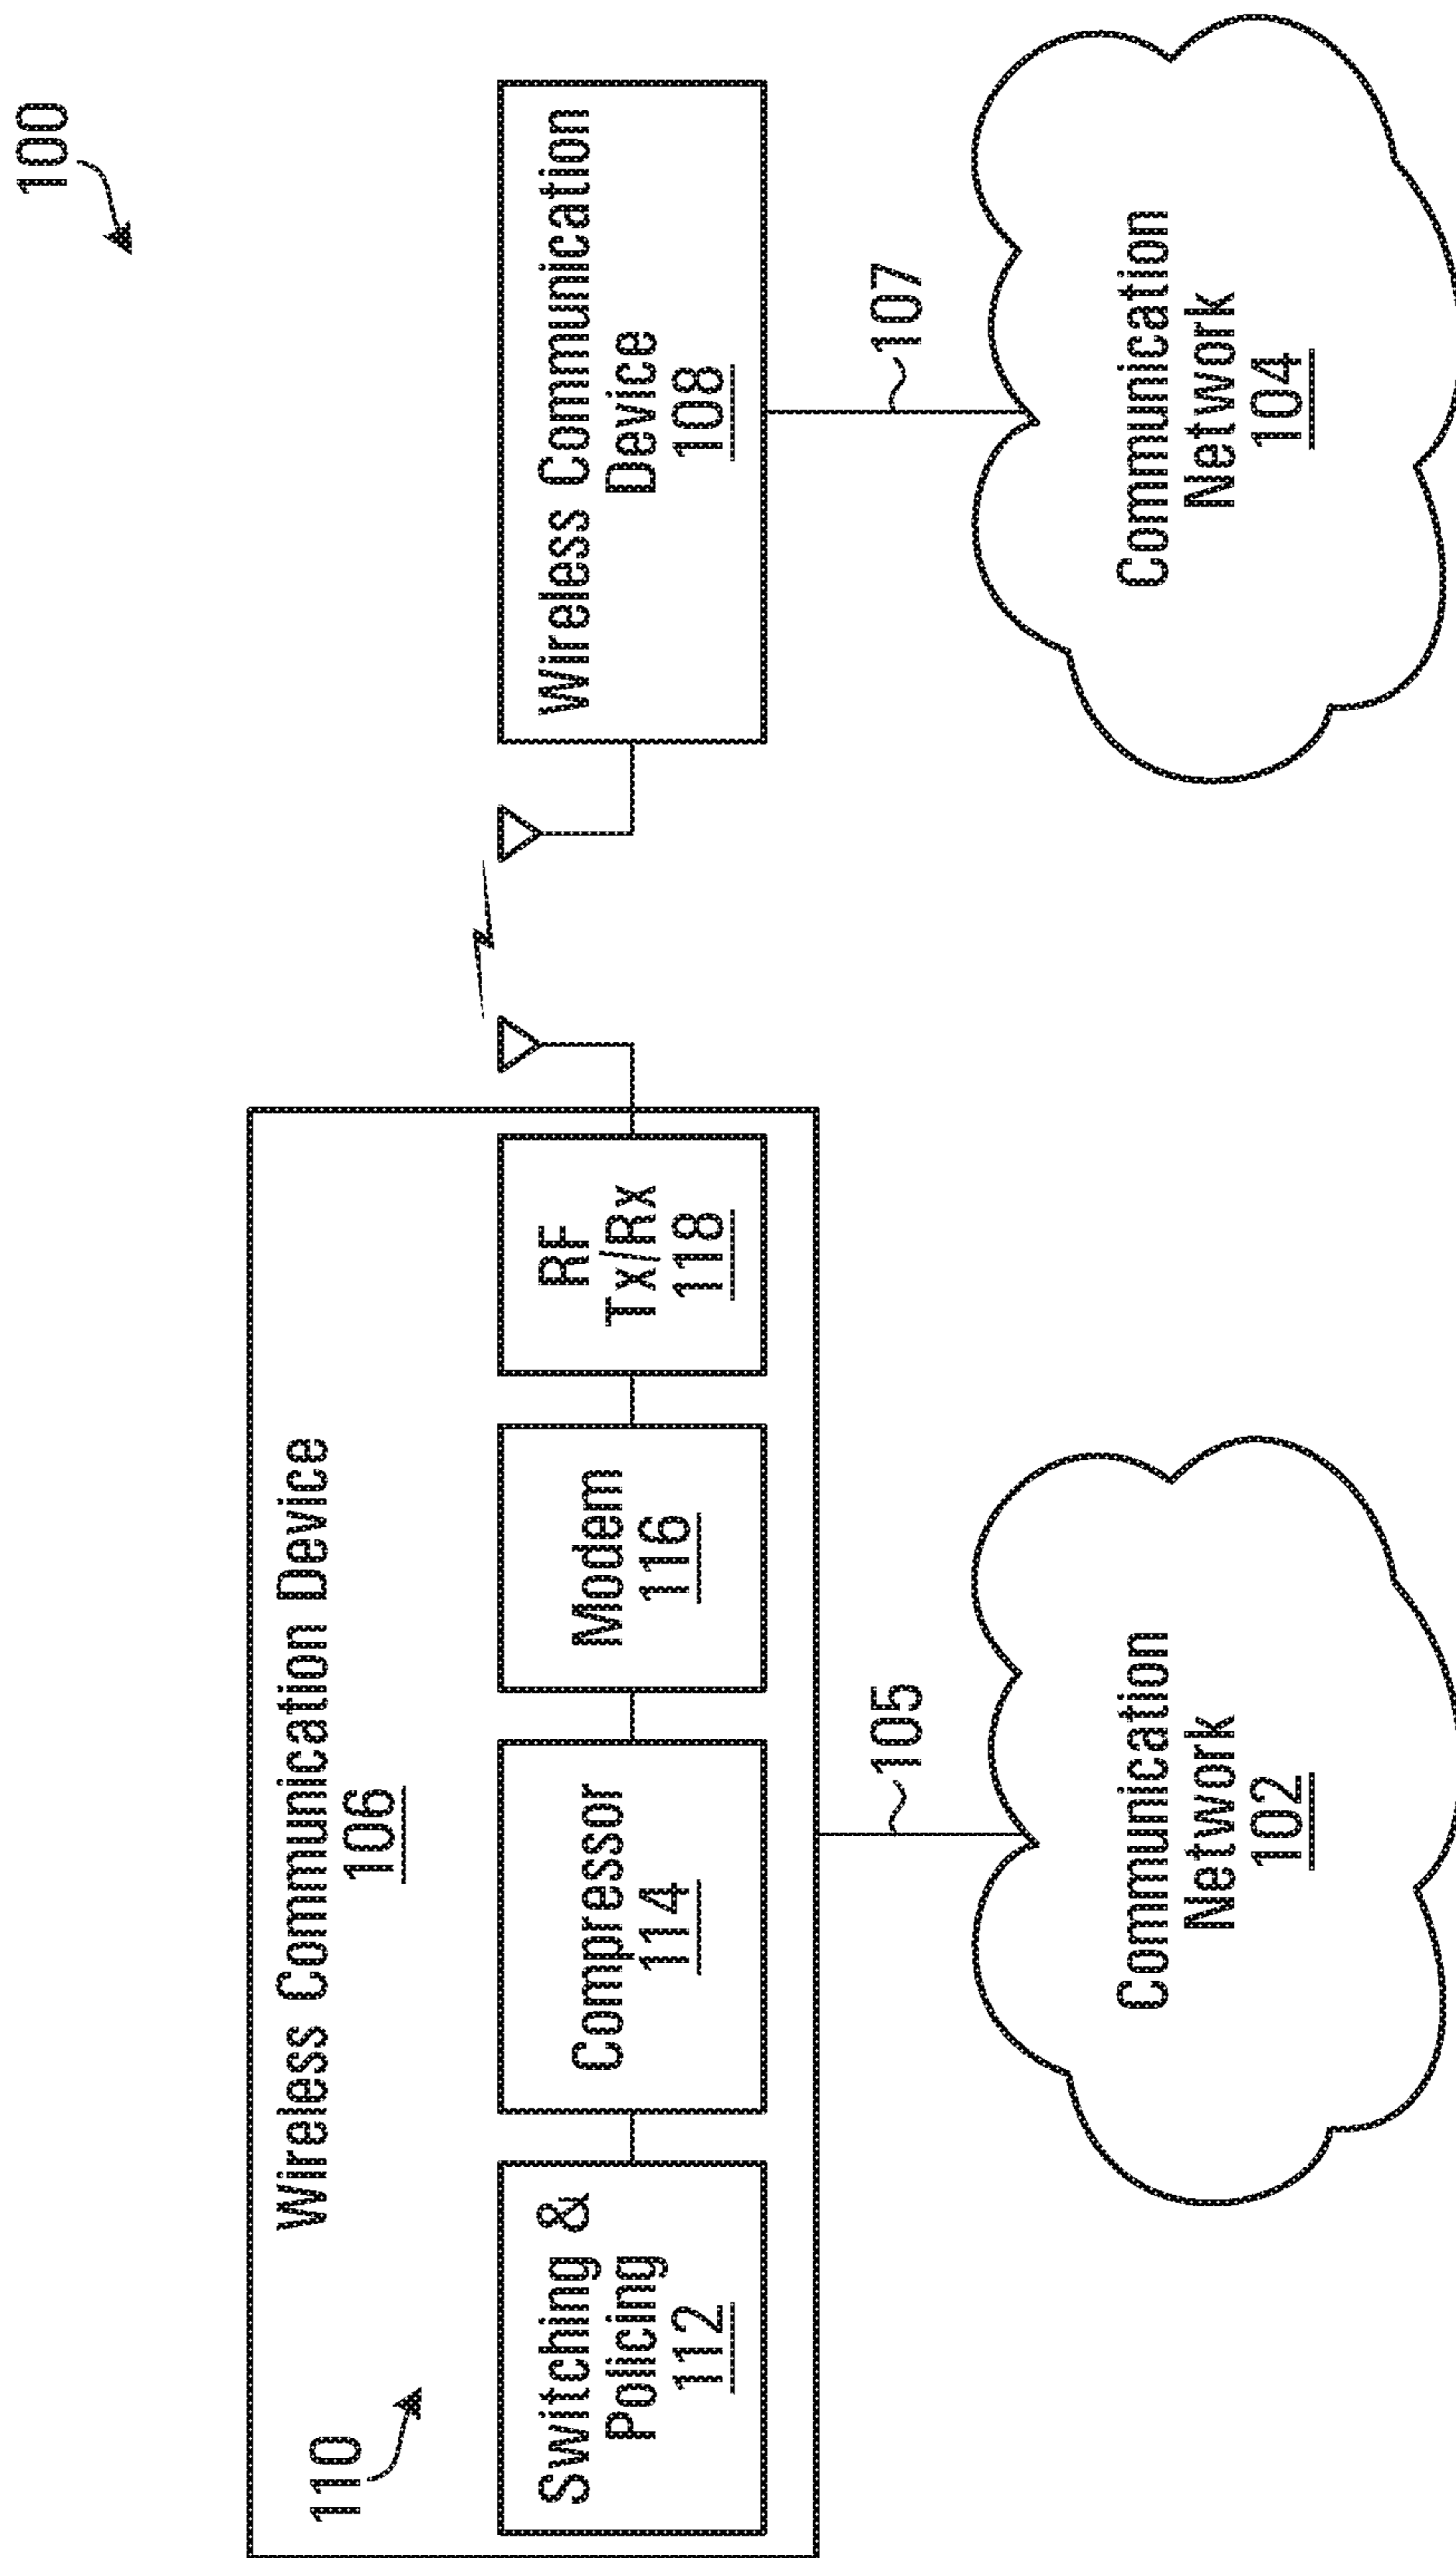 100
110
Wireless Communication Device
106
Switching &
Policing
112
Compressor
114
Modem
116
RF
Tx/Rx
118
Wireless Communication
Device
108
105
107
Communication
Network
102
Communication
Network
104